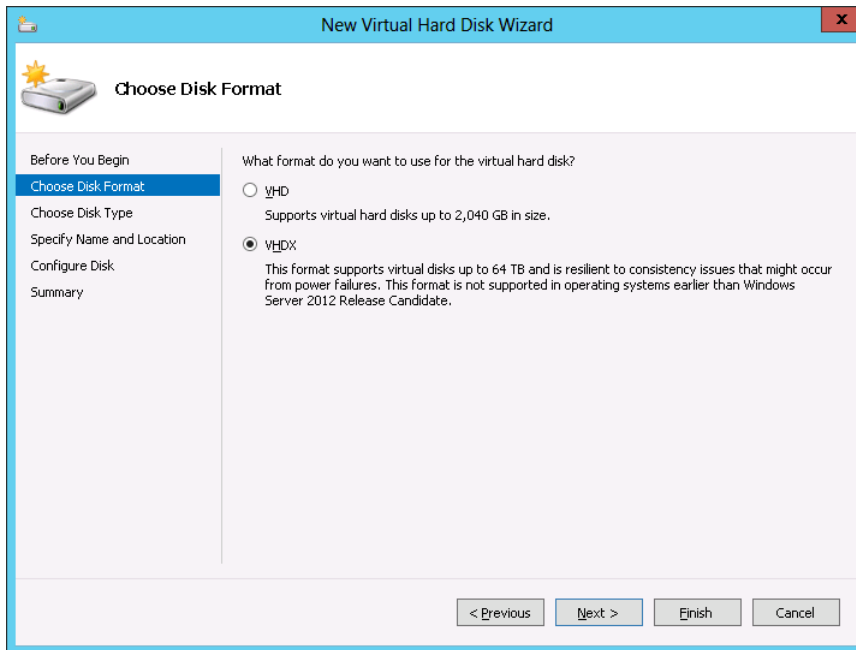 New Virtual Hard Disk Wizard
x
Choose Disk Format
Before You Begin
Choose Disk Format
Choose Disk Type
Specify Name and Location
Configure Disk
Summary
What format do you want to use for the virtual hard disk?
VHD
Supports virtual hard disks up to 2,040 GB in size.
VHDX
This format supports virtual disks up to 64 TB and is resilient to consistency issues that might occur
from power failures. This format is not supported in operating systems earlier than Windows
Server 2012 Release Candidate.
< Previous
Next >
Finish
Cancel